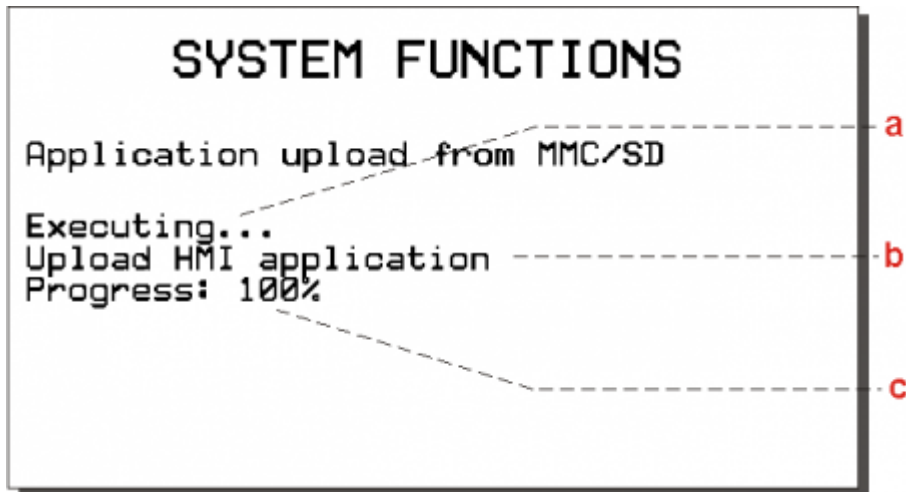 SYSTEM FUNCTIONS
a
Application upload from MMC/SD
Executing...
Upload HMI application
b
Progress: 100%
c